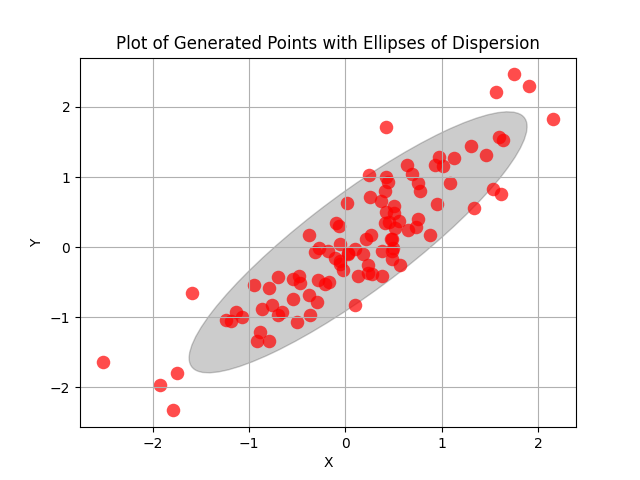 Plot of Generated Points with Ellipses of Dispersion
2
1
0
−1
−2
Y
−2 −1 0 1 2
X